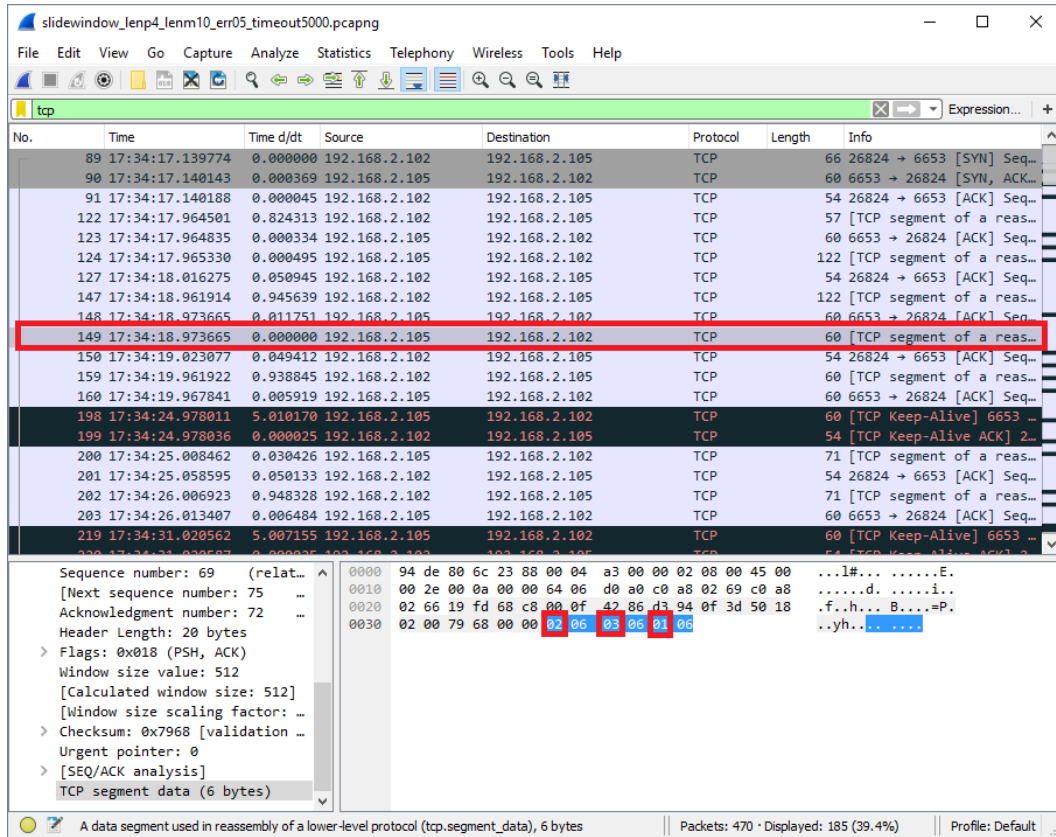 slidewindow_lenp4_lenm10_err05_timeout5000.pcapng
File Edit View Go Capture Analyze Statistics Telephony Wireless Tools Help
tcp Expression... +
No. Time Time d/dt Source Destination Protocol Length Info
89 17:34:17.139774 0.000000 192.168.2.102 192.168.2.105 TCP 66 26824 → 6653 [SYN] Seq…
90 17:34:17.140143 0.000369 192.168.2.105 192.168.2.102 TCP 60 6653 → 26824 [SYN, ACK…
91 17:34:17.140188 0.000045 192.168.2.102 192.168.2.105 TCP 54 26824 → 6653 [ACK] Seq…
122 17:34:17.964501 0.824313 192.168.2.102 192.168.2.105 TCP 57 [TCP segment of a reas…
123 17:34:17.964835 0.000334 192.168.2.105 192.168.2.102 TCP 60 6653 → 26824 [ACK] Seq…
124 17:34:17.965330 0.000495 192.168.2.105 192.168.2.102 TCP 122 [TCP segment of a reas…
127 17:34:18.016275 0.050945 192.168.2.102 192.168.2.105 TCP 54 26824 → 6653 [ACK] Seq…
147 17:34:18.961914 0.945639 192.168.2.102 192.168.2.105 TCP 122 [TCP segment of a reas…
148 17:34:18.973665 0.011751 192.168.2.105 192.168.2.102 TCP 60 6653 → 26824 [ACK] Seq…
149 17:34:18.973665 0.000000 192.168.2.105 192.168.2.102 TCP 60 [TCP segment of a reas…
150 17:34:19.023077 0.049412 192.168.2.102 192.168.2.105 TCP 54 26824 → 6653 [ACK] Seq…
159 17:34:19.961922 0.938845 192.168.2.102 192.168.2.105 TCP 60 [TCP segment of a reas…
160 17:34:19.967841 0.005919 192.168.2.105 192.168.2.102 TCP 60 6653 → 26824 [ACK] Seq…
198 17:34:24.978011 5.010170 192.168.2.105 192.168.2.102 TCP 60 [TCP Keep-Alive] 6653 …
199 17:34:24.978036 0.000025 192.168.2.102 192.168.2.105 TCP 54 [TCP Keep-Alive ACK] 2…
200 17:34:25.008462 0.030426 192.168.2.105 192.168.2.102 TCP 71 [TCP segment of a reas…
201 17:34:25.058595 0.050133 192.168.2.102 192.168.2.105 TCP 54 26824 → 6653 [ACK] Seq…
202 17:34:26.006923 0.948328 192.168.2.102 192.168.2.105 TCP 71 [TCP segment of a reas…
203 17:34:26.013407 0.006484 192.168.2.105 192.168.2.102 TCP 60 6653 → 26824 [ACK] Seq…
219 17:34:31.020562 5.007155 192.168.2.105 192.168.2.102 TCP 60 [TCP Keep-Alive] 6653 …
Sequence number: 69 (relat…
[Next sequence number: 75 …
Acknowledgment number: 72 …
Header Length: 20 bytes
Flags: 0x018 (PSH, ACK)
Window size value: 512
[Calculated window size: 512]
[Window size scaling factor: …
Checksum: 0x7968 [validation …
Urgent pointer: 0
[SEQ/ACK analysis]
TCP segment data (6 bytes)
0000 94 de 80 6c 23 88 00 04 a3 00 00 02 08 00 45 00 ...l#... ......E.
0010 00 2e 00 0a 00 00 64 06 d0 a0 c0 a8 02 69 c0 a8 ......d. .....i..
0020 02 66 19 fd 68 c8 00 0f 42 86 d3 94 0f 3d 50 18 .f..h... B....=P.
0030 02 00 79 68 00 00 02 06 03 06 01 06 ..yh.... ....
A data segment used in reassembly of a lower-level protocol (tcp.segment_data), 6 bytes Packets: 470 · Displayed: 185 (39.4%) Profile: Default